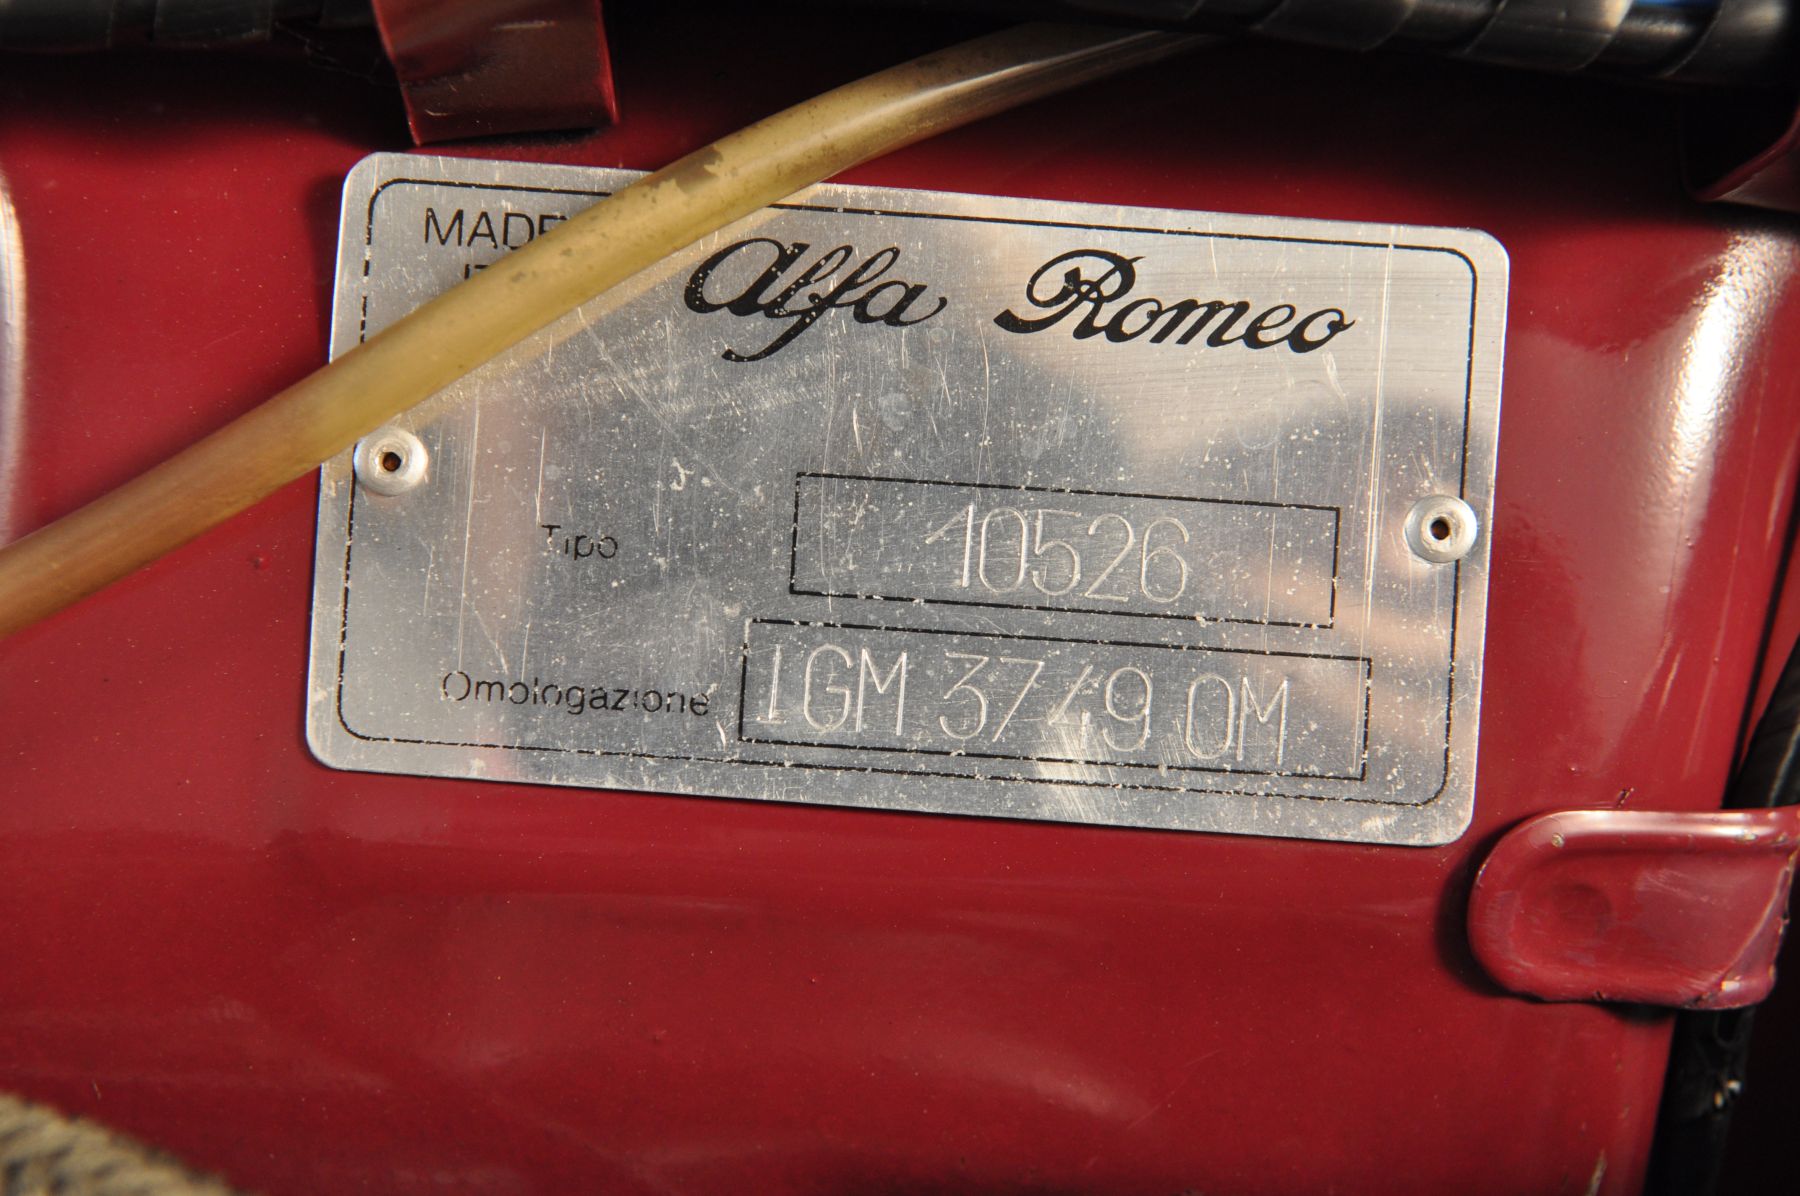 MADE
Alfa Romeo
Tipo 10526
Omologazione IGM 3749 OM